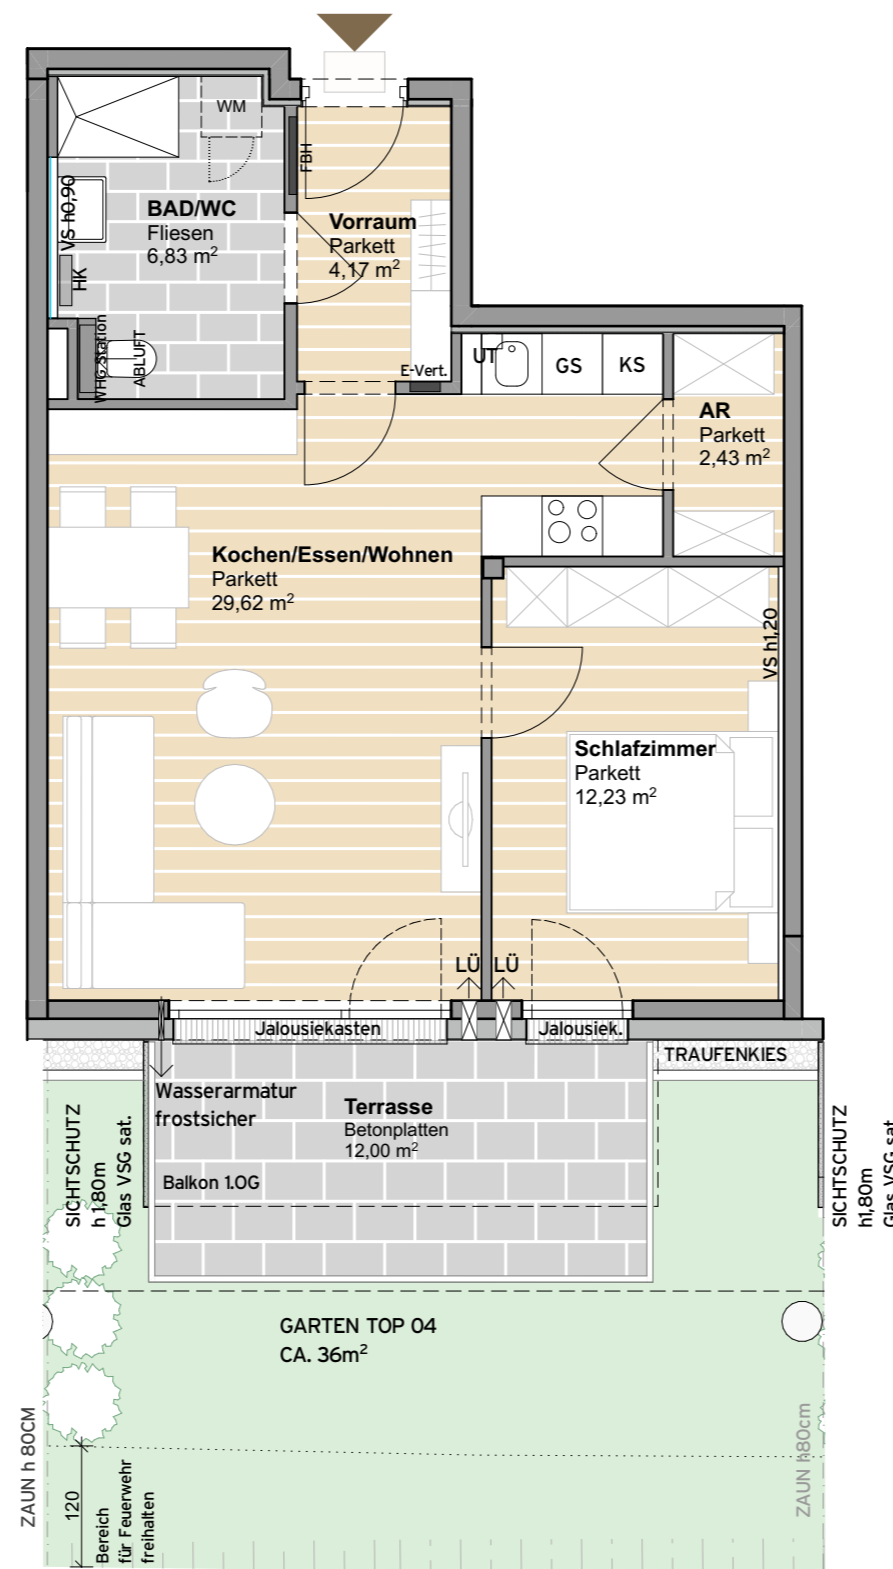 WM
FBH
VS h0,90
BAD/WC
Fliesen
6,83 m²
Vorraum
Parkett
4,17 m²
HK
WHG.Station
ABLUFT
E-Vert.
UT
GS
KS
AR
Parkett
2,43 m²
Kochen/Essen/Wohnen
Parkett
29,62 m²
VS h1,20
Schlafzimmer
Parkett
12,23 m²
LÜ
LÜ
Jalousiekasten
Jalousiek.
TRAUFENKIES
Wasserarmatur
frostsicher
Terrasse
Betonplatten
12,00 m²
Balkon 1.OG
SICHTSCHUTZ
h 1,80m
Glas VSG sat.
SICHTSCHUTZ
h1,80m
Glas VSG sat
GARTEN TOP 04
CA. 36m²
ZAUN h 80CM
ZAUN h80cm
120
Bereich
für Feuerwehr
freihalten